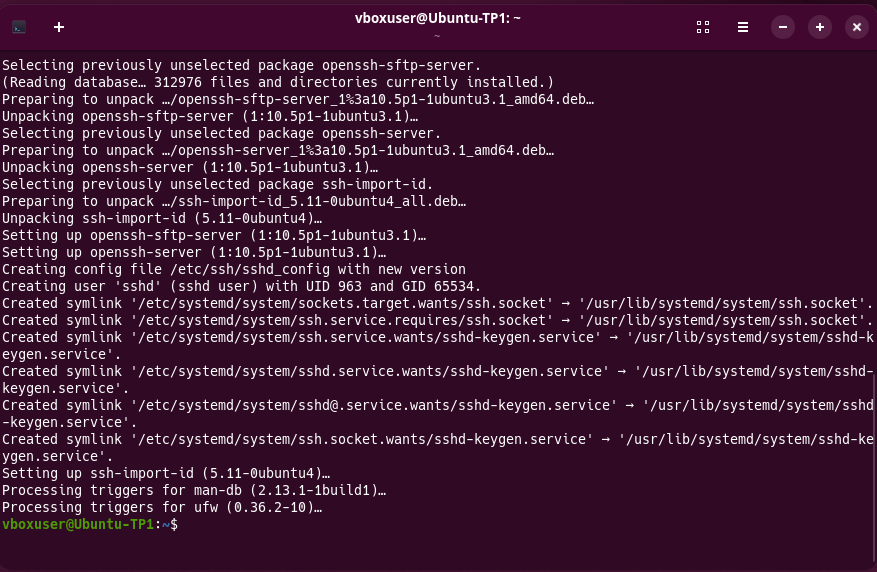 vboxuser@Ubuntu-TP1: ~
~
Selecting previously unselected package openssh-sftp-server.
(Reading database… 312976 files and directories currently installed.)
Preparing to unpack …/openssh-sftp-server_1%3a10.5p1-1ubuntu3.1_amd64.deb…
Unpacking openssh-sftp-server (1:10.5p1-1ubuntu3.1)…
Selecting previously unselected package openssh-server.
Preparing to unpack …/openssh-server_1%3a10.5p1-1ubuntu3.1_amd64.deb…
Unpacking openssh-server (1:10.5p1-1ubuntu3.1)…
Selecting previously unselected package ssh-import-id.
Preparing to unpack …/ssh-import-id_5.11-0ubuntu4_all.deb…
Unpacking ssh-import-id (5.11-0ubuntu4)…
Setting up openssh-sftp-server (1:10.5p1-1ubuntu3.1)…
Setting up openssh-server (1:10.5p1-1ubuntu3.1)…
Creating config file /etc/ssh/sshd_config with new version
Creating user 'sshd' (sshd user) with UID 963 and GID 65534.
Created symlink '/etc/systemd/system/sockets.target.wants/ssh.socket' → '/usr/lib/systemd/system/ssh.socket'.
Created symlink '/etc/systemd/system/ssh.service.requires/ssh.socket' → '/usr/lib/systemd/system/ssh.socket'.
Created symlink '/etc/systemd/system/ssh.service.wants/sshd-keygen.service' → '/usr/lib/systemd/system/sshd-k
eygen.service'.
Created symlink '/etc/systemd/system/sshd.service.wants/sshd-keygen.service' → '/usr/lib/systemd/system/sshd-
keygen.service'.
Created symlink '/etc/systemd/system/sshd@.service.wants/sshd-keygen.service' → '/usr/lib/systemd/system/sshd
-keygen.service'.
Created symlink '/etc/systemd/system/ssh.socket.wants/sshd-keygen.service' → '/usr/lib/systemd/system/sshd-ke
ygen.service'.
Setting up ssh-import-id (5.11-0ubuntu4)…
Processing triggers for man-db (2.13.1-1build1)…
Processing triggers for ufw (0.36.2-10)…
vboxuser@Ubuntu-TP1:~$